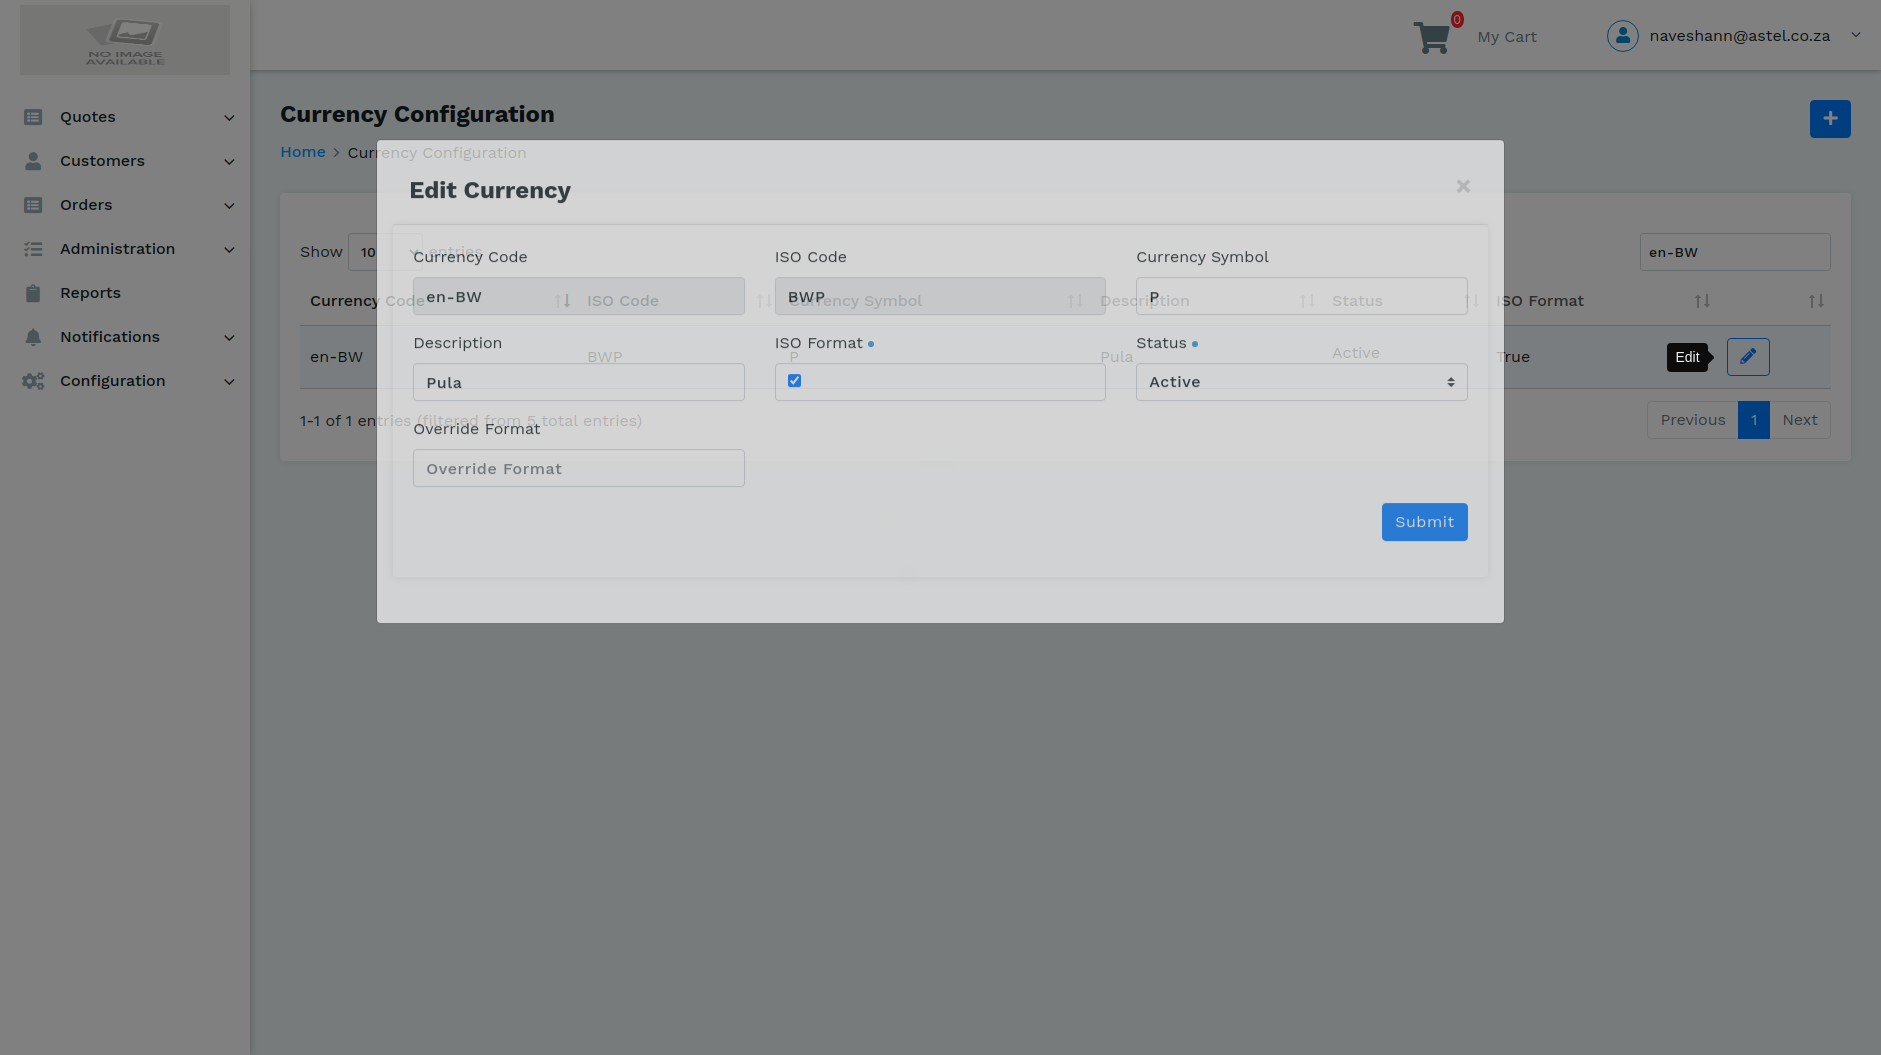 NO IMAGE
AVAILABLE
0
My Cart
naveshann@astel.co.za
Quotes
Customers
Orders
Administration
Reports
Notifications
Configuration
Currency Configuration
+
Home > Currency Configuration
Show 10 entries
en-BW
Currency Code ISO Code Currency Symbol Description Status ISO Format
en-BW BWP P Pula Active True
Edit
1-1 of 1 entries (filtered from 5 total entries)
Previous 1 Next
Edit Currency
×
Currency Code ISO Code Currency Symbol
en-BW BWP P
Description ISO Format Status
Pula Active
Override Format
Override Format
Submit